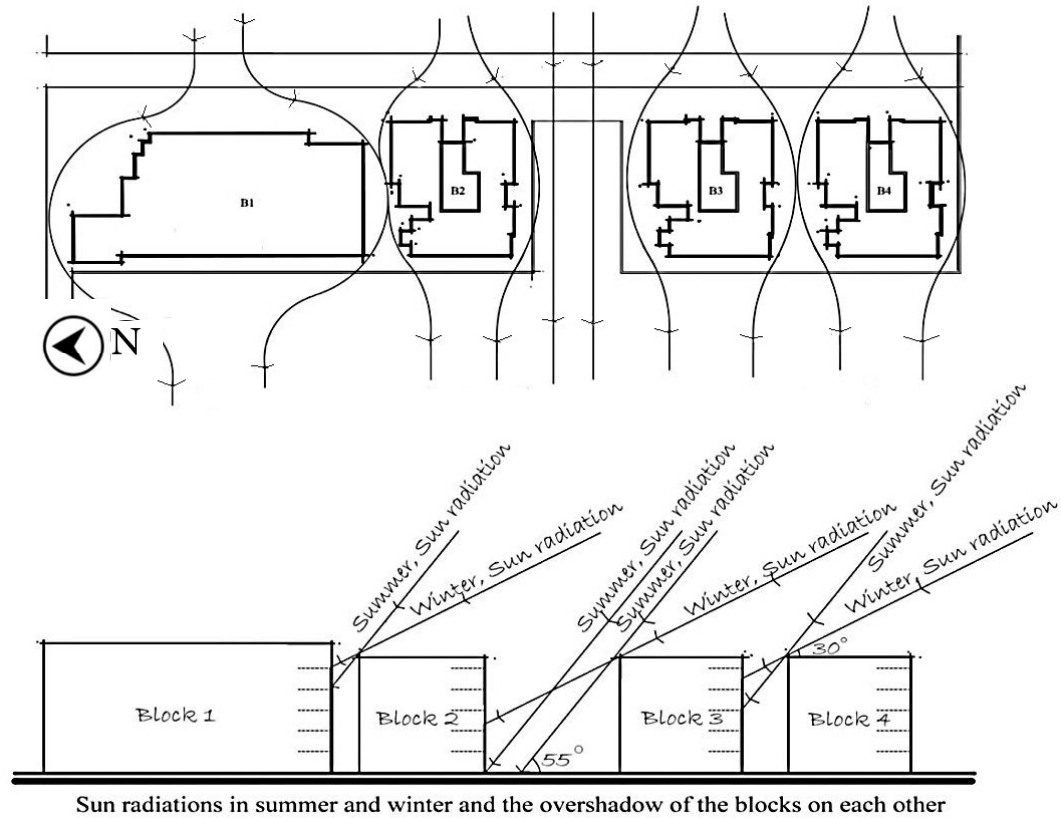 B1
B2
B3
B4
N
Summer, Sun radiation
Winter, Sun radiation
Summer, Sun radiation
Summer, Sun radiation
Winter, Sun radiation
Summer, Sun radiation
Winter, Sun radiation
30°
Block 1
Block 2
Block 3
Block 4
55°
Sun radiations in summer and winter and the overshadow of the blocks on each other